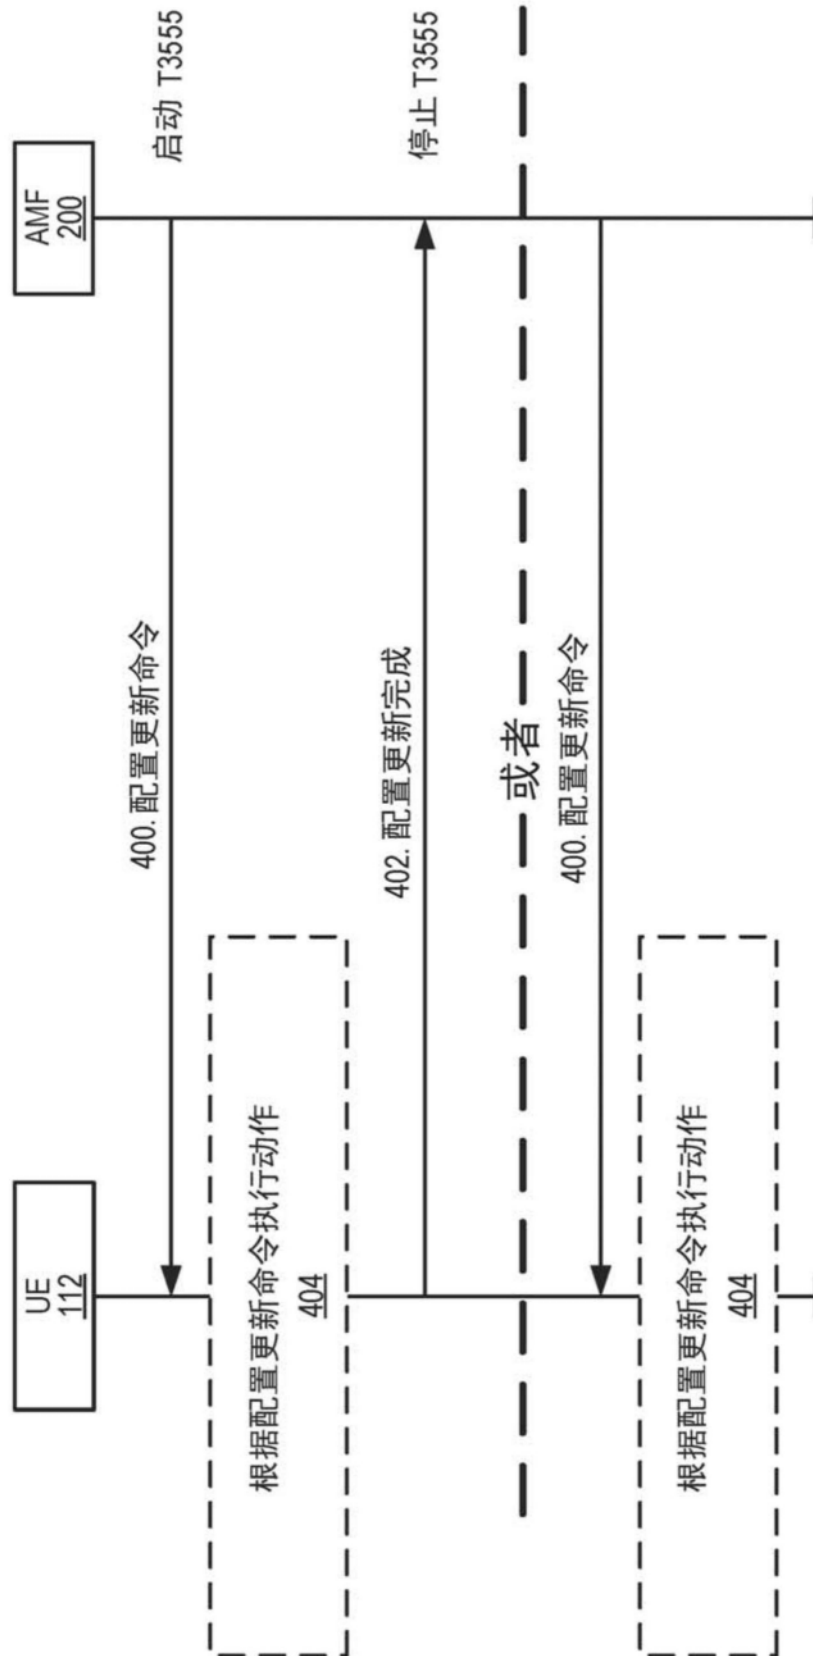 UE
112
AMF
200
400. 配置更新命令
启动 T3555
根据配置更新命令执行动作
404
402. 配置更新完成
停止 T3555
或者
400. 配置更新命令
根据配置更新命令执行动作
404